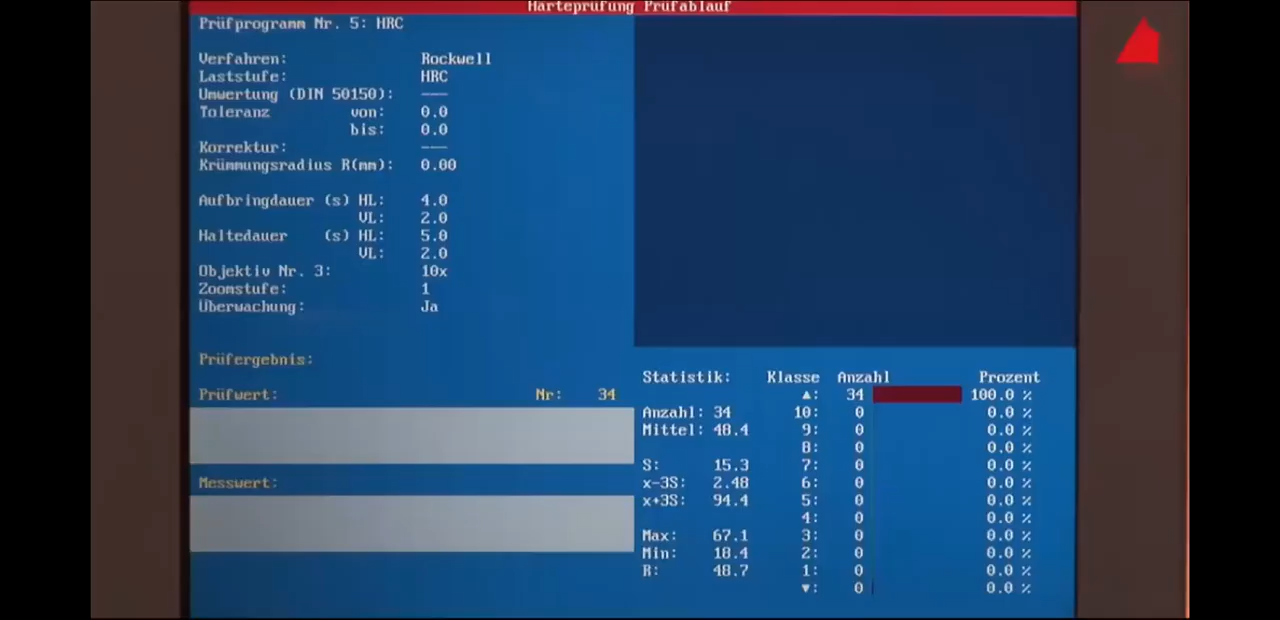 Härteprüfung Prüfablauf
Prüfprogramm Nr. 5: HRC
Verfahren: Rockwell
Laststufe: HRC
Umwertung (DIN 50150): ---
Toleranz von: 0.0
bis: 0.0
Korrektur: ---
Krümmungsradius R(mm): 0.00
Aufbringdauer (s) HL: 4.0
VL: 2.0
Haltedauer (s) HL: 5.0
VL: 2.0
Objektiv Nr. 3: 10x
Zoomstufe: 1
Überwachung: Ja
Prüfergebnis:
Prüfwert: Nr: 34
Messwert:
Statistik: Klasse Anzahl Prozent
▲: 34 100.0 %
Anzahl: 34 10: 0 0.0 %
Mittel: 48.4 9: 0 0.0 %
8: 0 0.0 %
S: 15.3 7: 0 0.0 %
x-3S: 2.48 6: 0 0.0 %
x+3S: 94.4 5: 0 0.0 %
4: 0 0.0 %
Max: 67.1 3: 0 0.0 %
Min: 18.4 2: 0 0.0 %
R: 48.7 1: 0 0.0 %
▼: 0 0.0 %